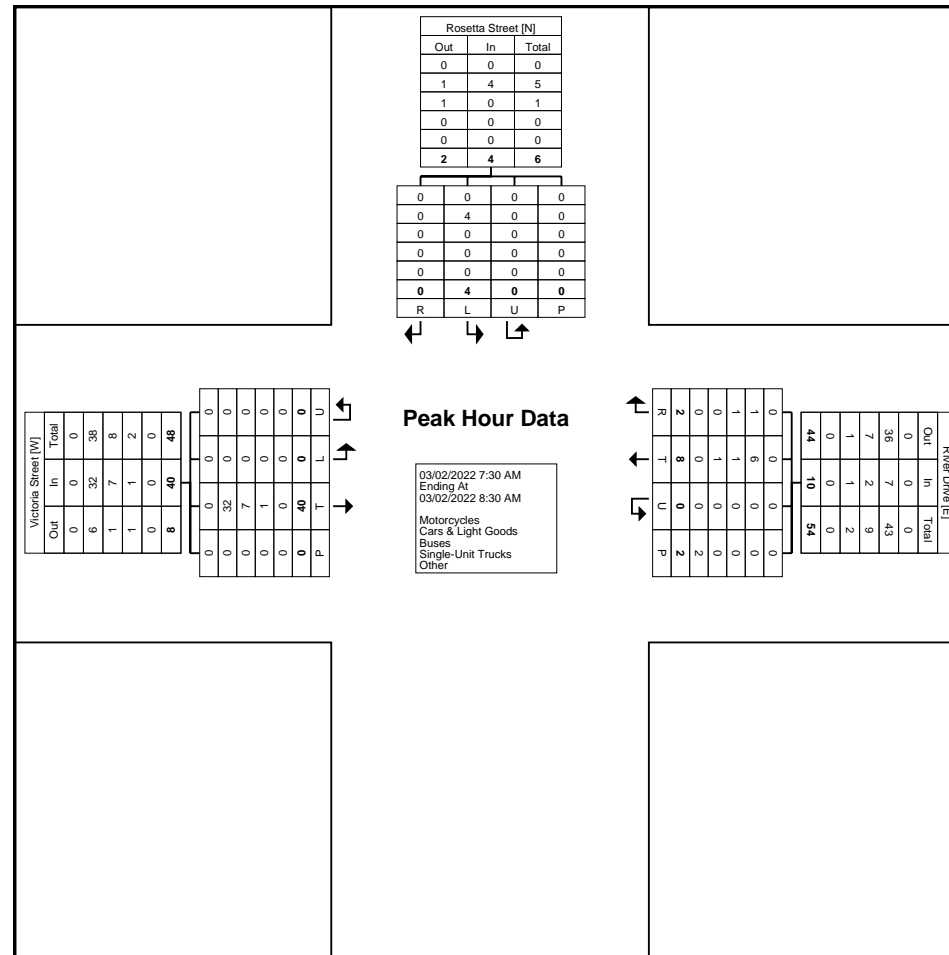 Rosetta Street [N]
Out In Total
0 0 0
1 4 5
1 0 1
0 0 0
0 0 0
2 4 6
0 0 0 0
0 4 0 0
0 0 0 0
0 0 0 0
0 0 0 0
0 4 0 0
R L U P
Victoria Street [W]
Out In Total
0 0 0
6 32 38
1 7 8
1 1 2
0 0 0
8 40 48
0 0 0 0
0 32 0 0
0 7 0 0
0 1 0 0
0 0 0 0
0 40 0 0
P T L U
Peak Hour Data
03/02/2022 7:30 AM
Ending At
03/02/2022 8:30 AM
Motorcycles
Cars & Light Goods
Buses
Single-Unit Trucks
Other
River Drive [E]
Out In Total
0 0 0
36 7 43
7 2 9
1 1 2
0 0 0
44 10 54
0 0 0 0
1 6 0 0
1 1 0 0
0 1 0 0
0 0 0 2
2 8 0 2
R T U P